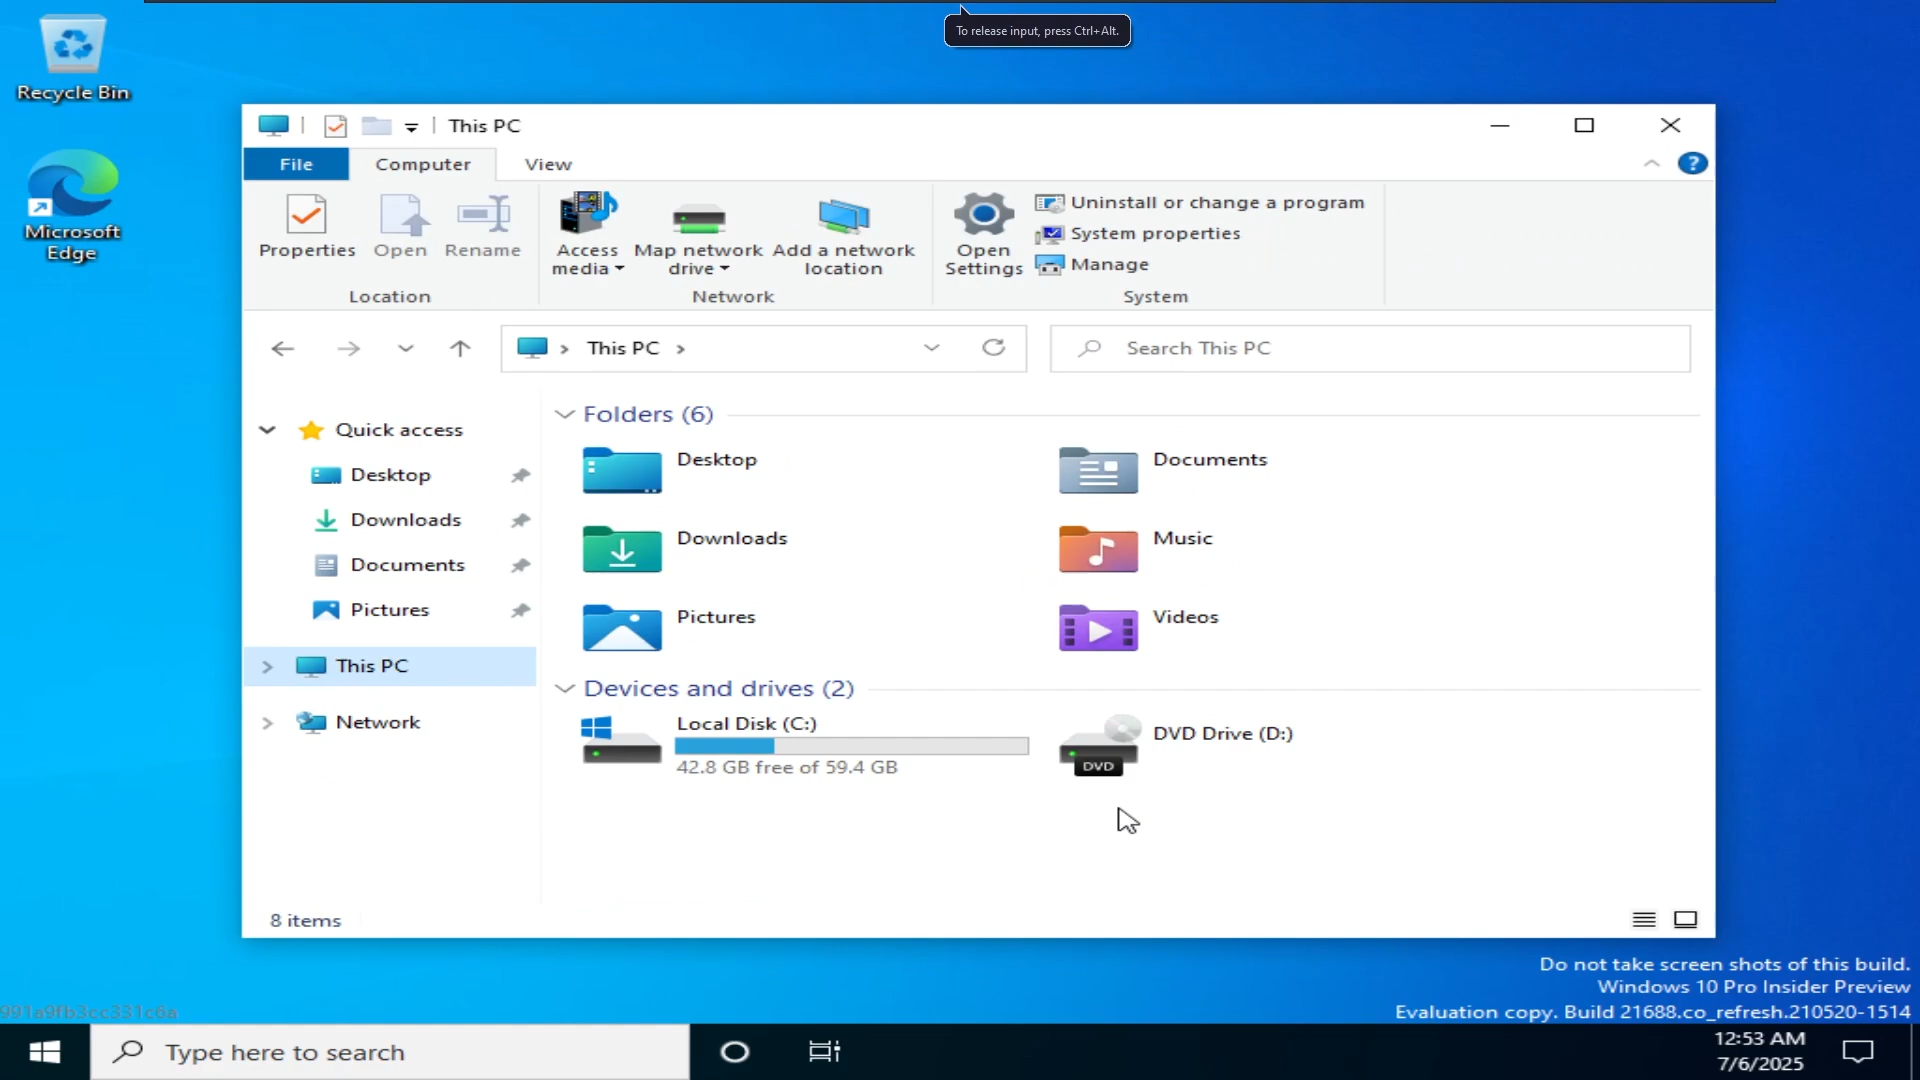 To release input, press Ctrl+Alt.
Recycle Bin
Microsoft
Edge
This PC
File
Computer
View
Properties
Open
Rename
Access
media
Map network
drive
Add a network
location
Open
Settings
Uninstall or change a program
System properties
Manage
Location
Network
System
This PC
Search This PC
Quick access
Desktop
Downloads
Documents
Pictures
This PC
Network
Folders (6)
Desktop
Documents
Downloads
Music
Pictures
Videos
Devices and drives (2)
Local Disk (C:)
42.8 GB free of 59.4 GB
DVD Drive (D:)
DVD
8 items
Do not take screen shots of this build.
Windows 10 Pro Insider Preview
Evaluation copy. Build 21688.co_refresh.210520-1514
991a9fb3cc331c6a
Type here to search
12:53 AM
7/6/2025